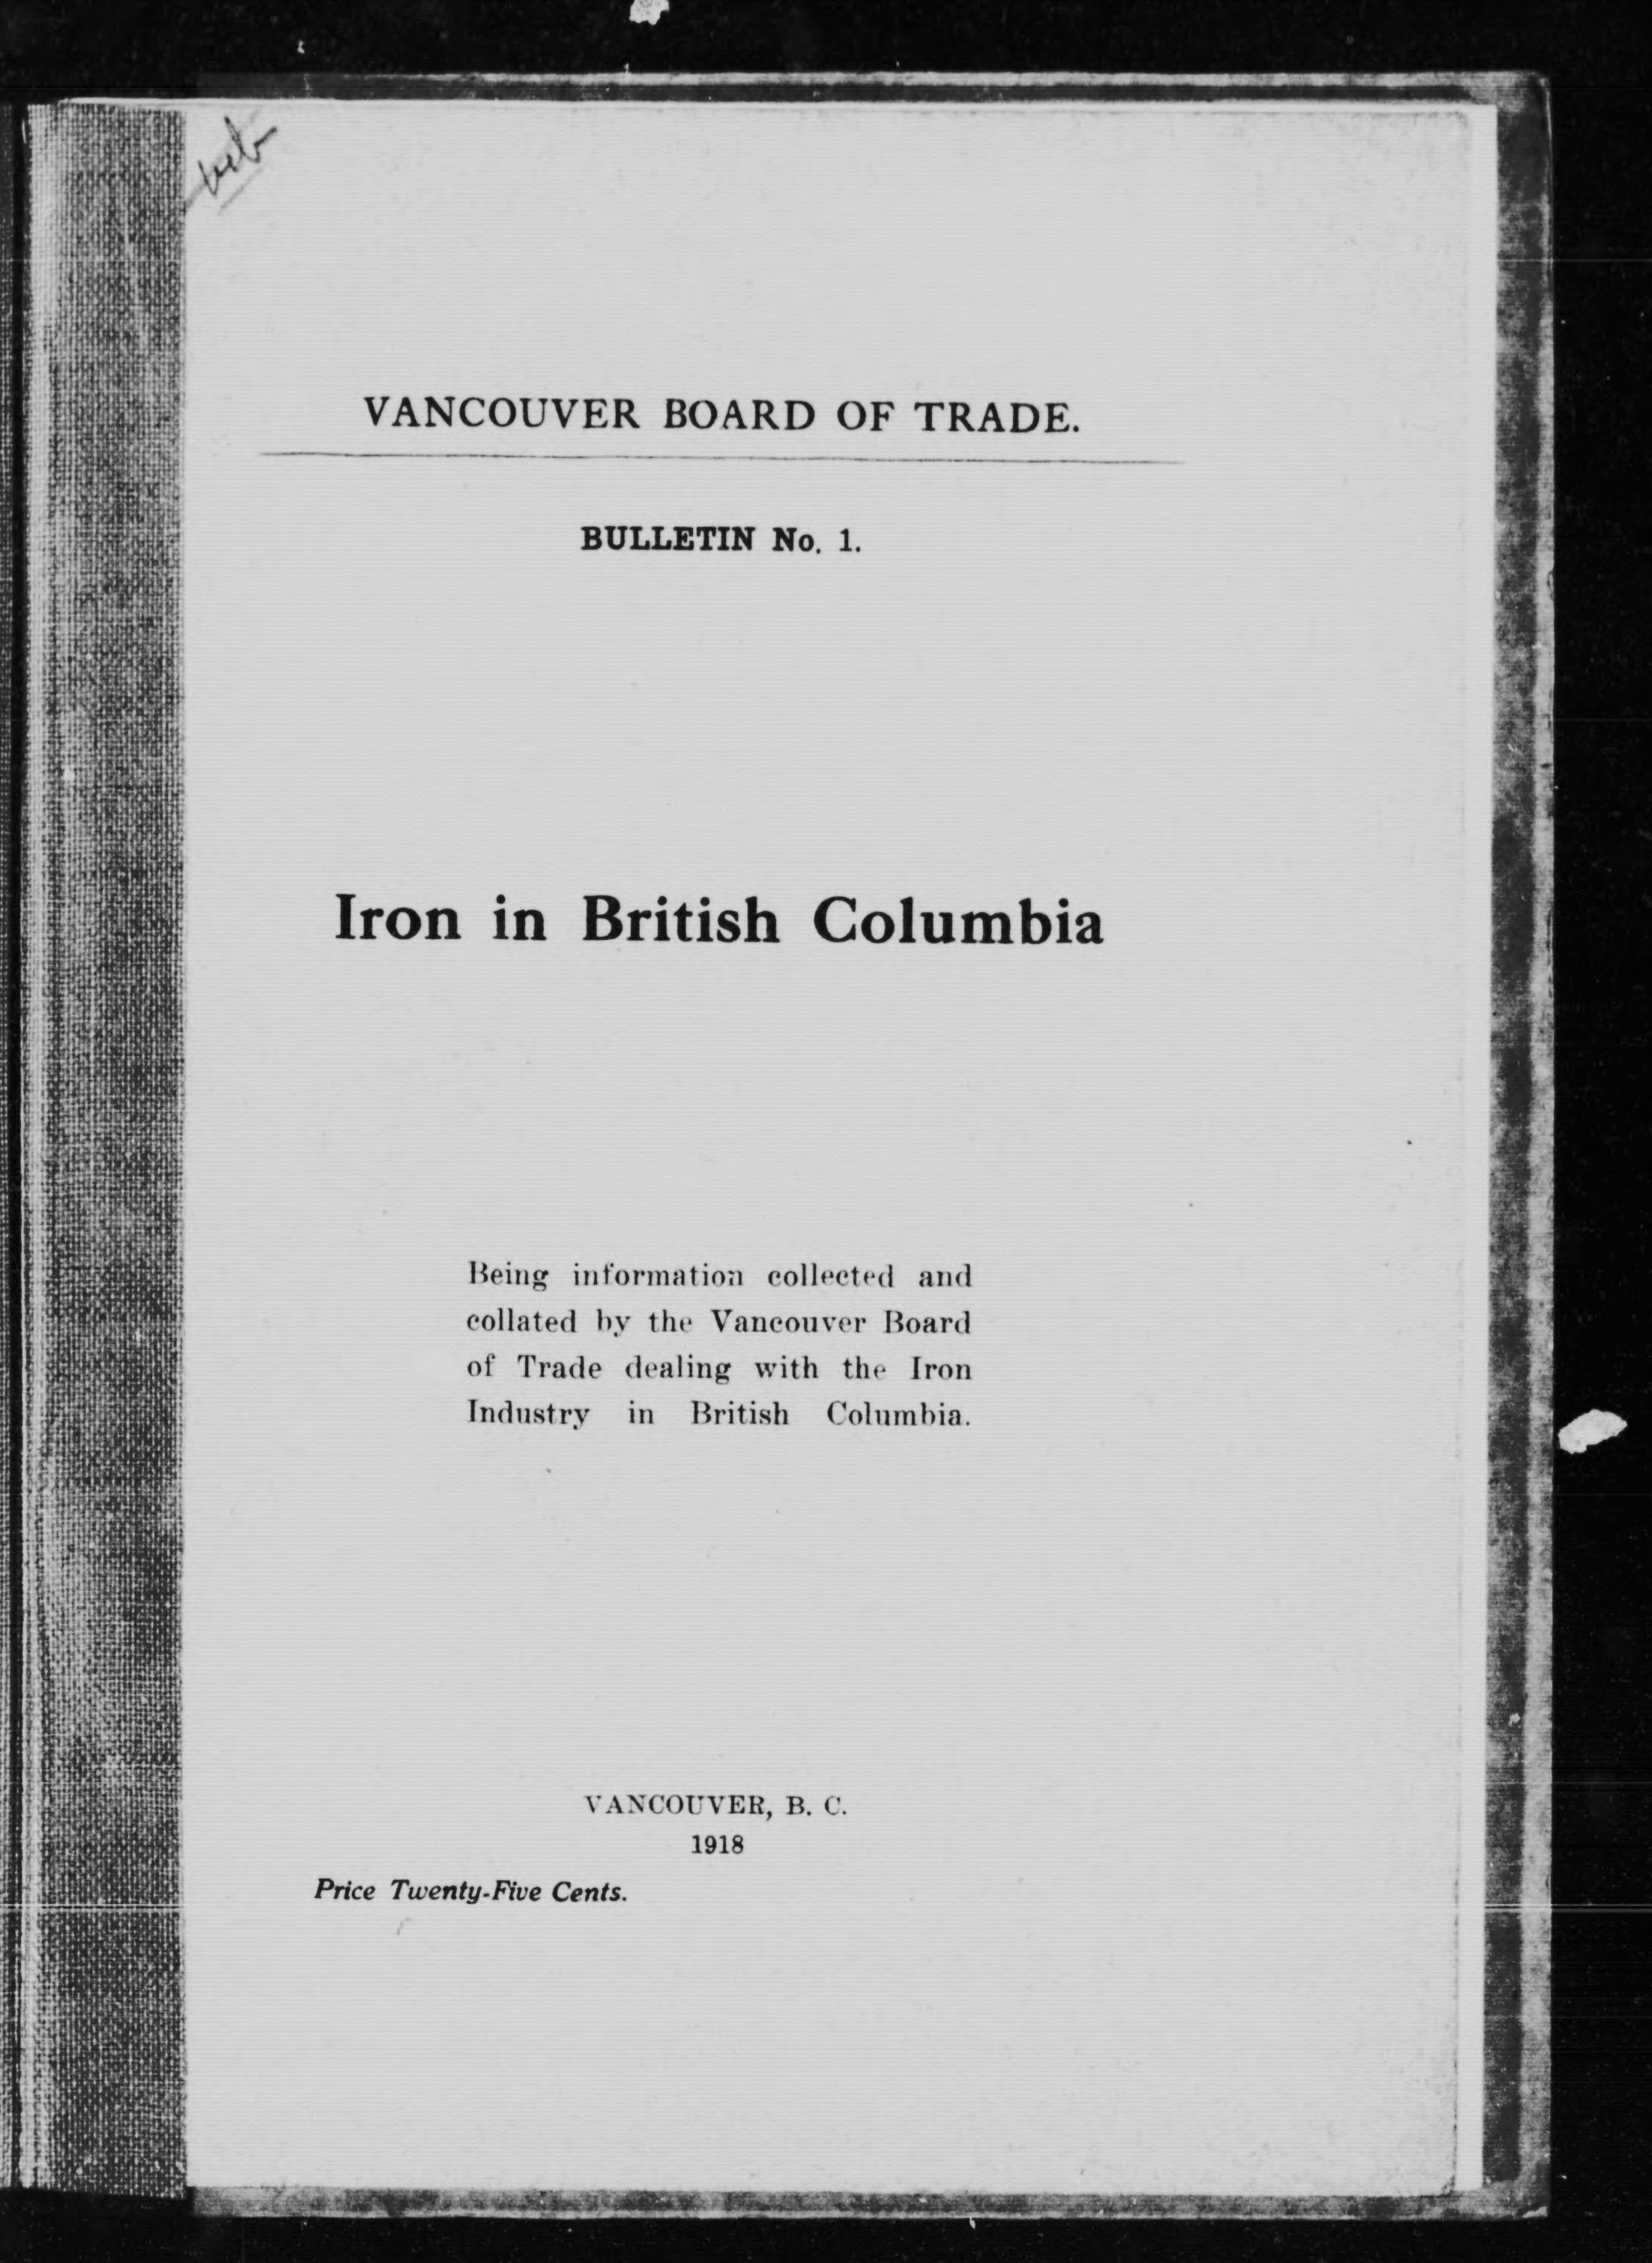 VANCOUVER BOARD OF TRADE.
BULLETIN No. 1.
Iron in British Columbia
Being information collected and
collated by the Vancouver Board
of Trade dealing with the Iron
Industry in British Columbia.
VANCOUVER, B. C.
1918
Price Twenty-Five Cents.